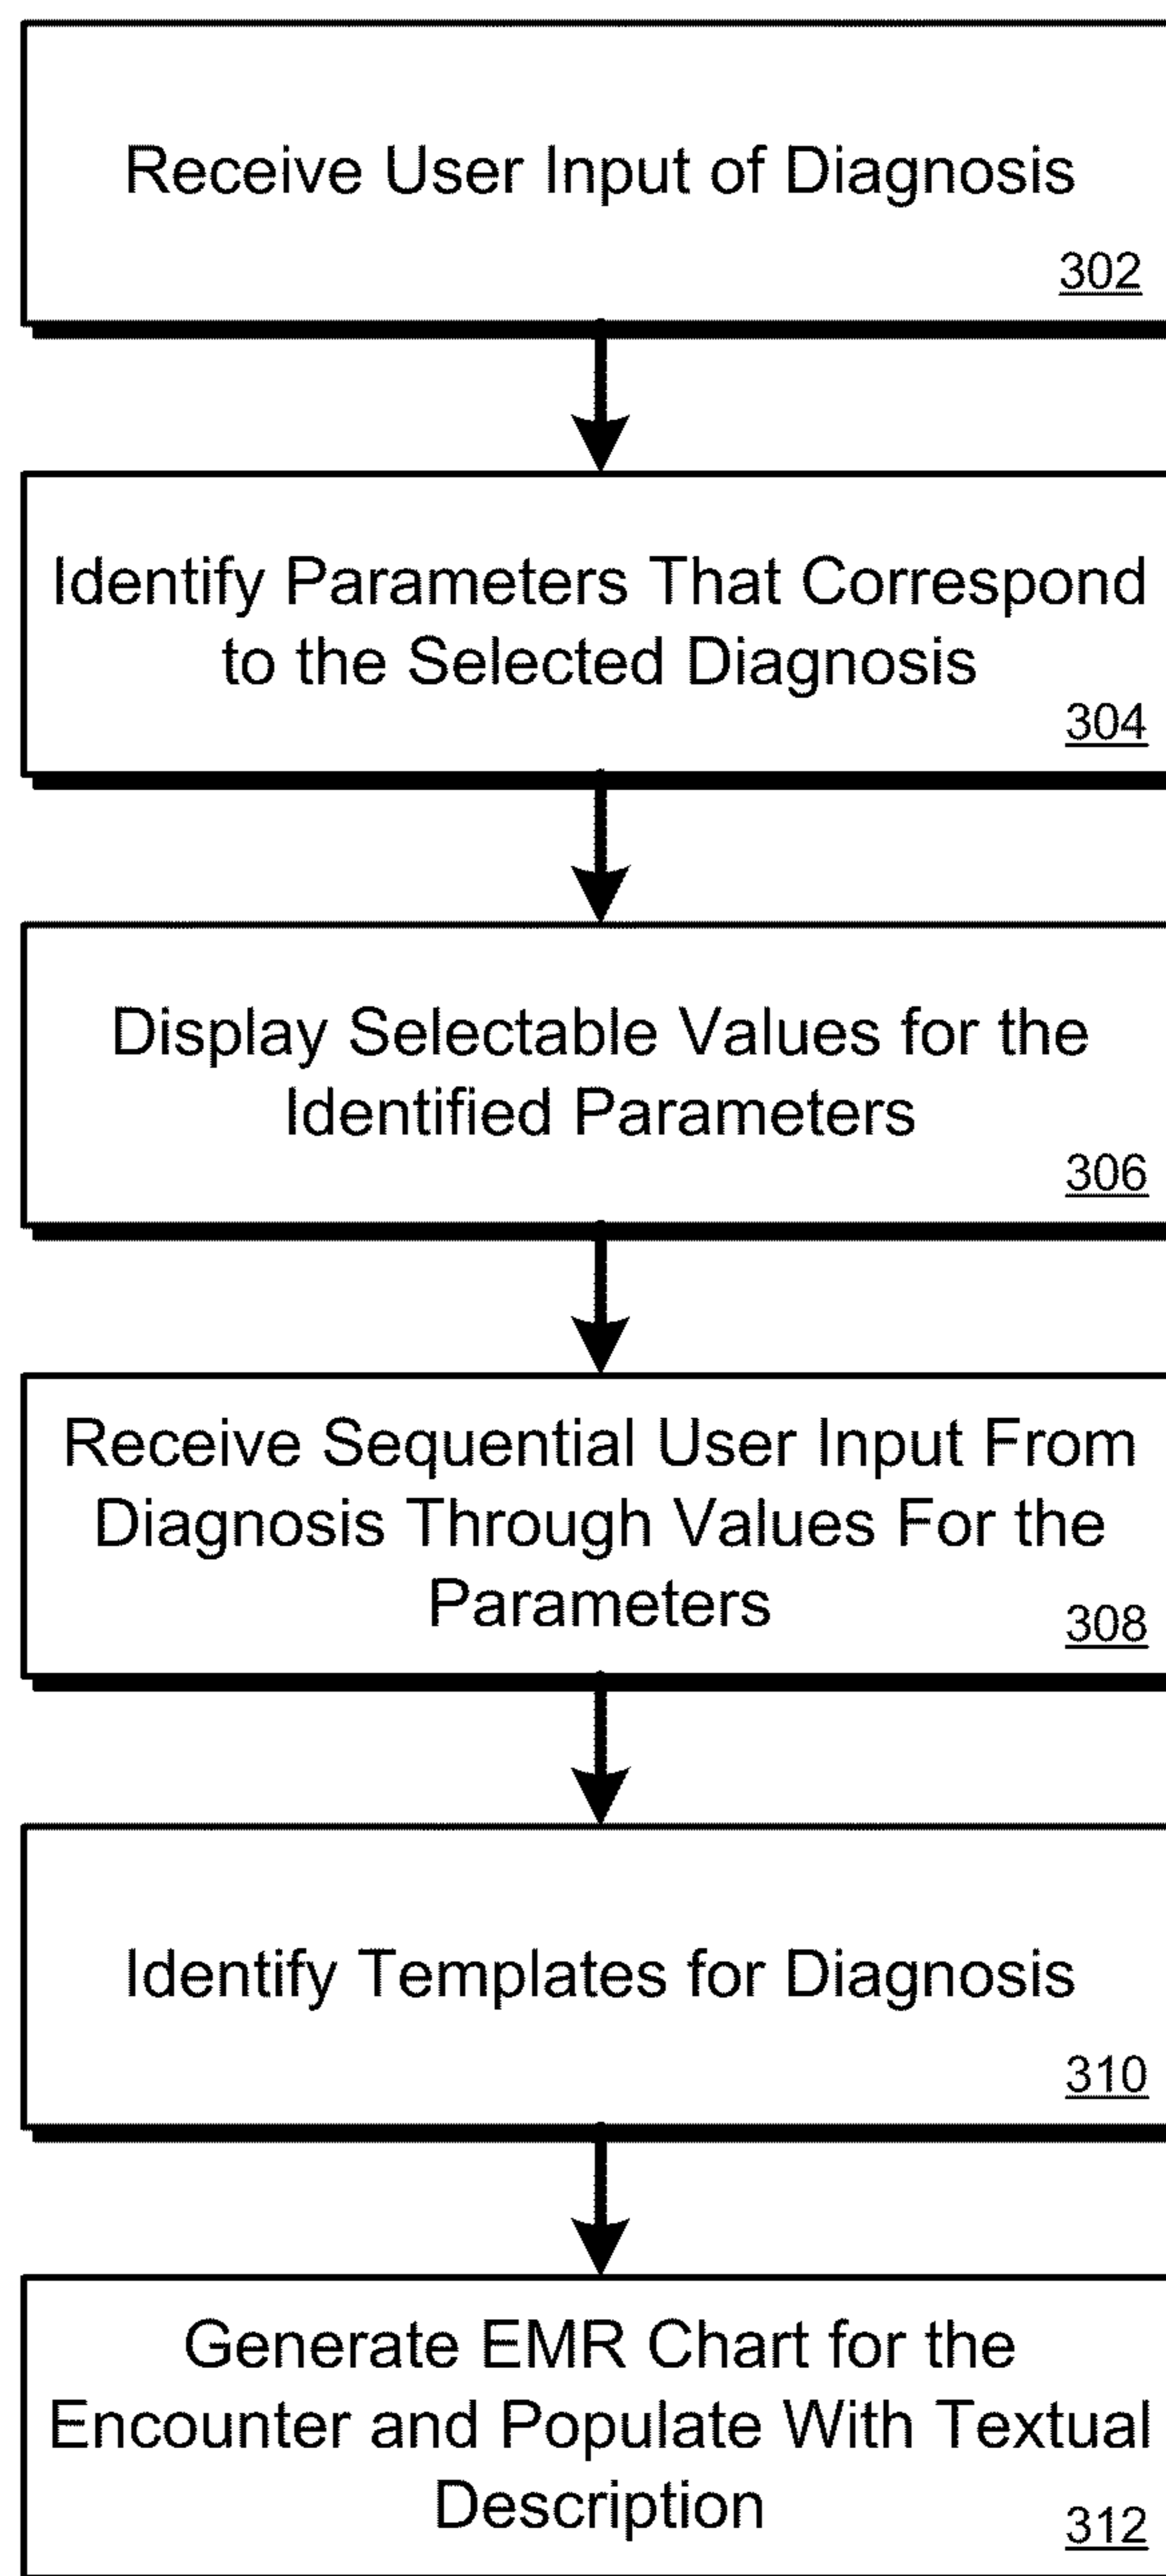 Receive User Input of Diagnosis
302
Identify Parameters That Correspond
to the Selected Diagnosis
304
Display Selectable Values for the
Identified Parameters
306
Receive Sequential User Input From
Diagnosis Through Values For the
Parameters
308
Identify Templates for Diagnosis
310
Generate EMR Chart for the
Encounter and Populate With Textual
Description
312